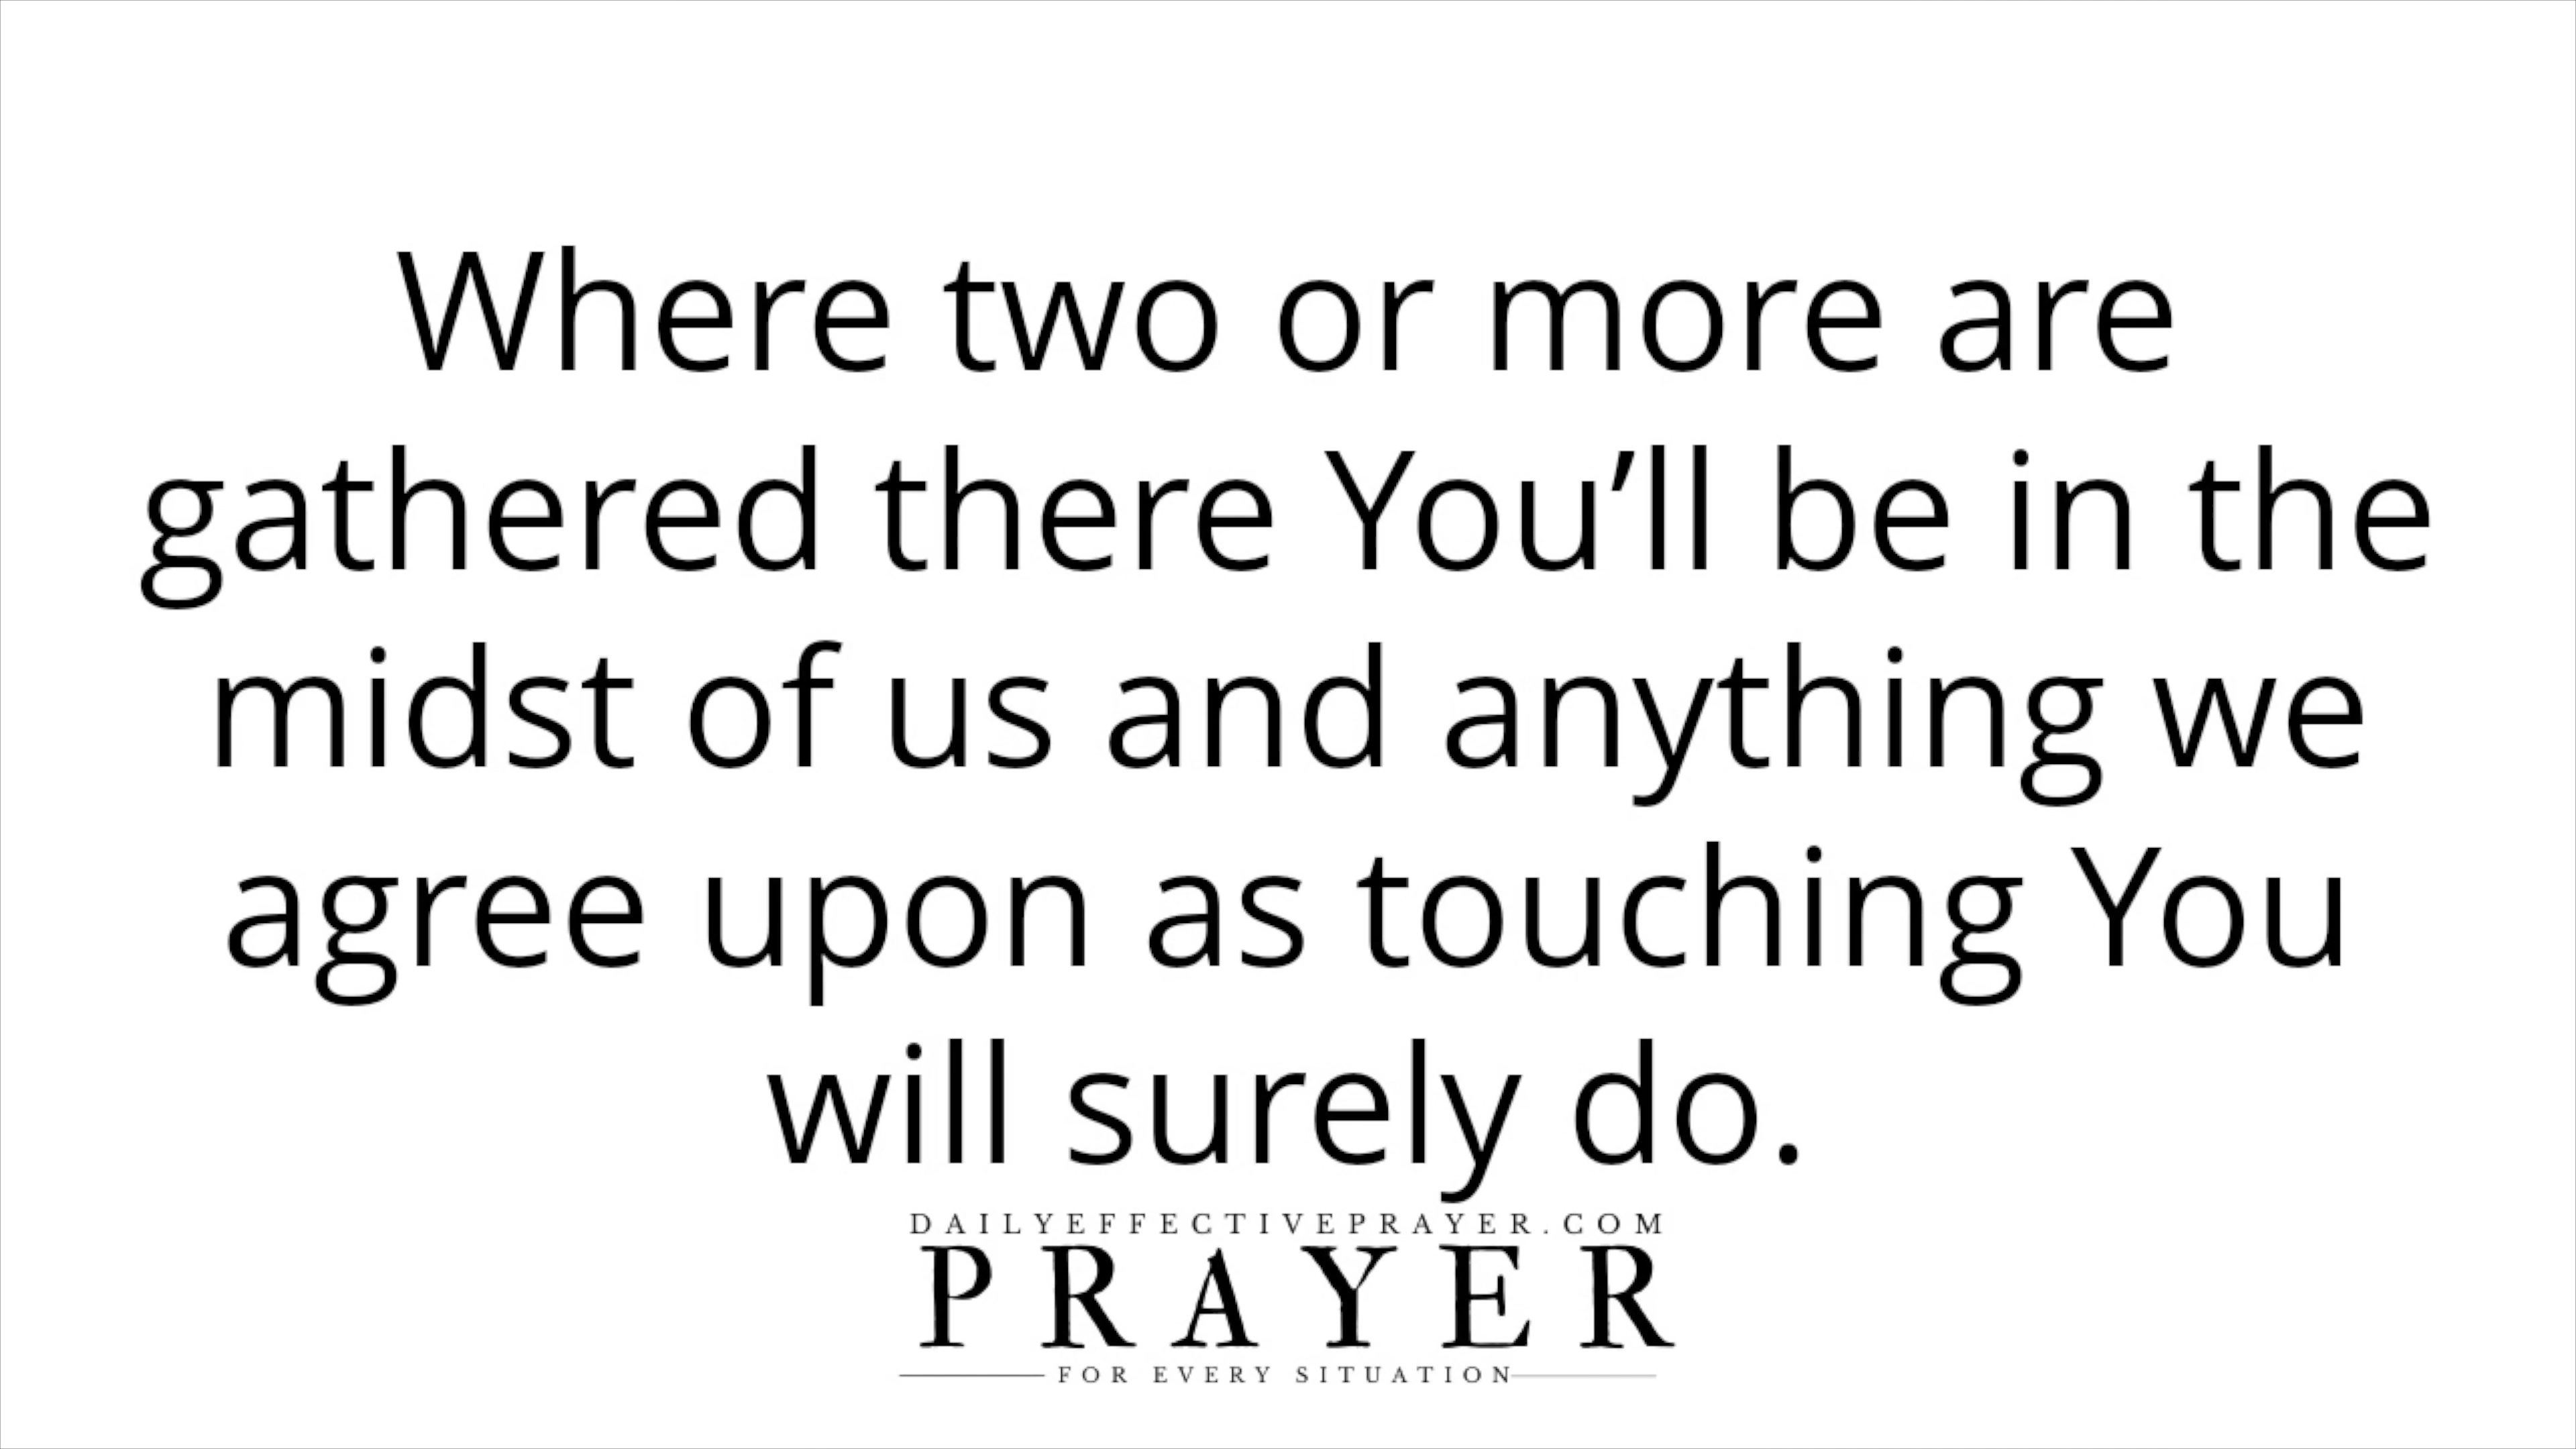 Where two or more are
gathered there You’ll be in the
midst of us and anything we
agree upon as touching You
will surely do.
DAILYEFFECTIVEPRAYER.COM
PRAYER
FOR EVERY SITUATION